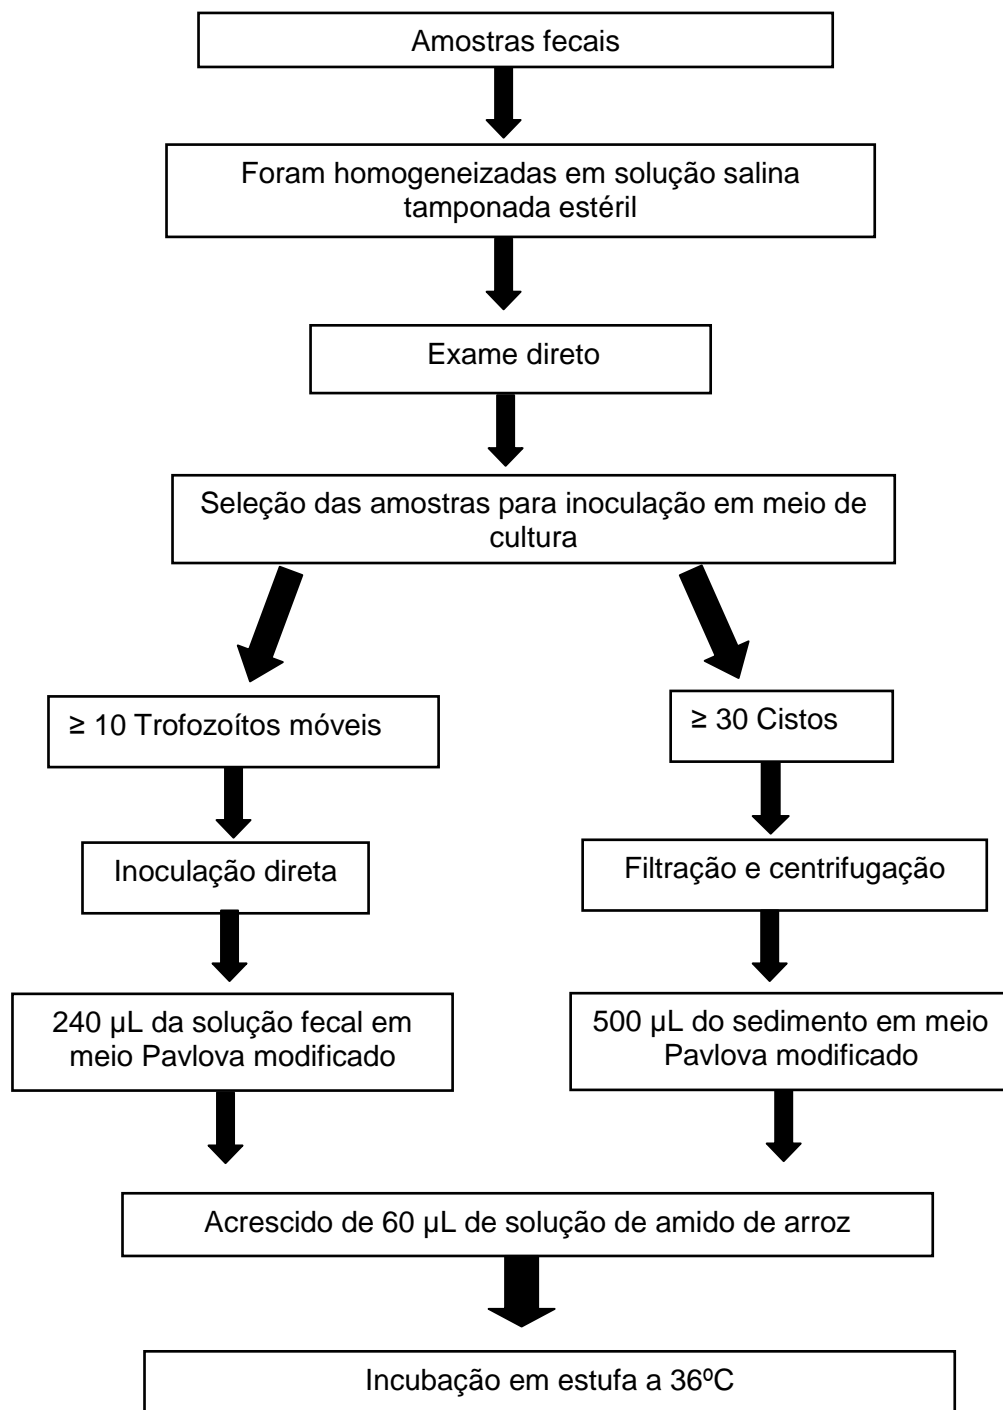 Amostras fecais
Foram homogeneizadas em solução salina
tamponada estéril
Exame direto
Seleção das amostras para inoculação em meio de
cultura
≥ 10 Trofozoítos móveis
≥ 30 Cistos
Inoculação direta
Filtração e centrifugação
240 µL da solução fecal em
meio Pavlova modificado
500 µL do sedimento em meio
Pavlova modificado
Acrescido de 60 µL de solução de amido de arroz
Incubação em estufa a 36ºC